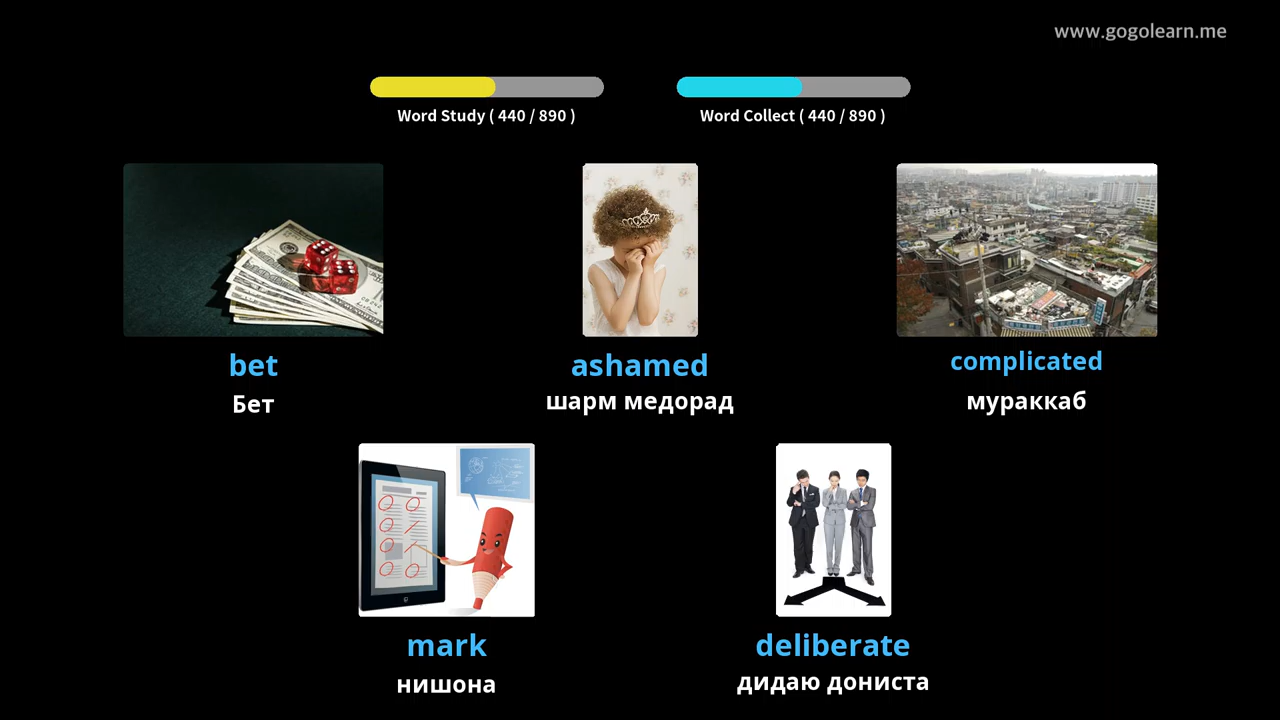 www.gogolearn.me
Word Study ( 440 / 890 )
Word Collect ( 440 / 890 )
bet
Бет
ashamed
шарм медорад
complicated
мураккаб
mark
нишона
deliberate
дидаю дониста